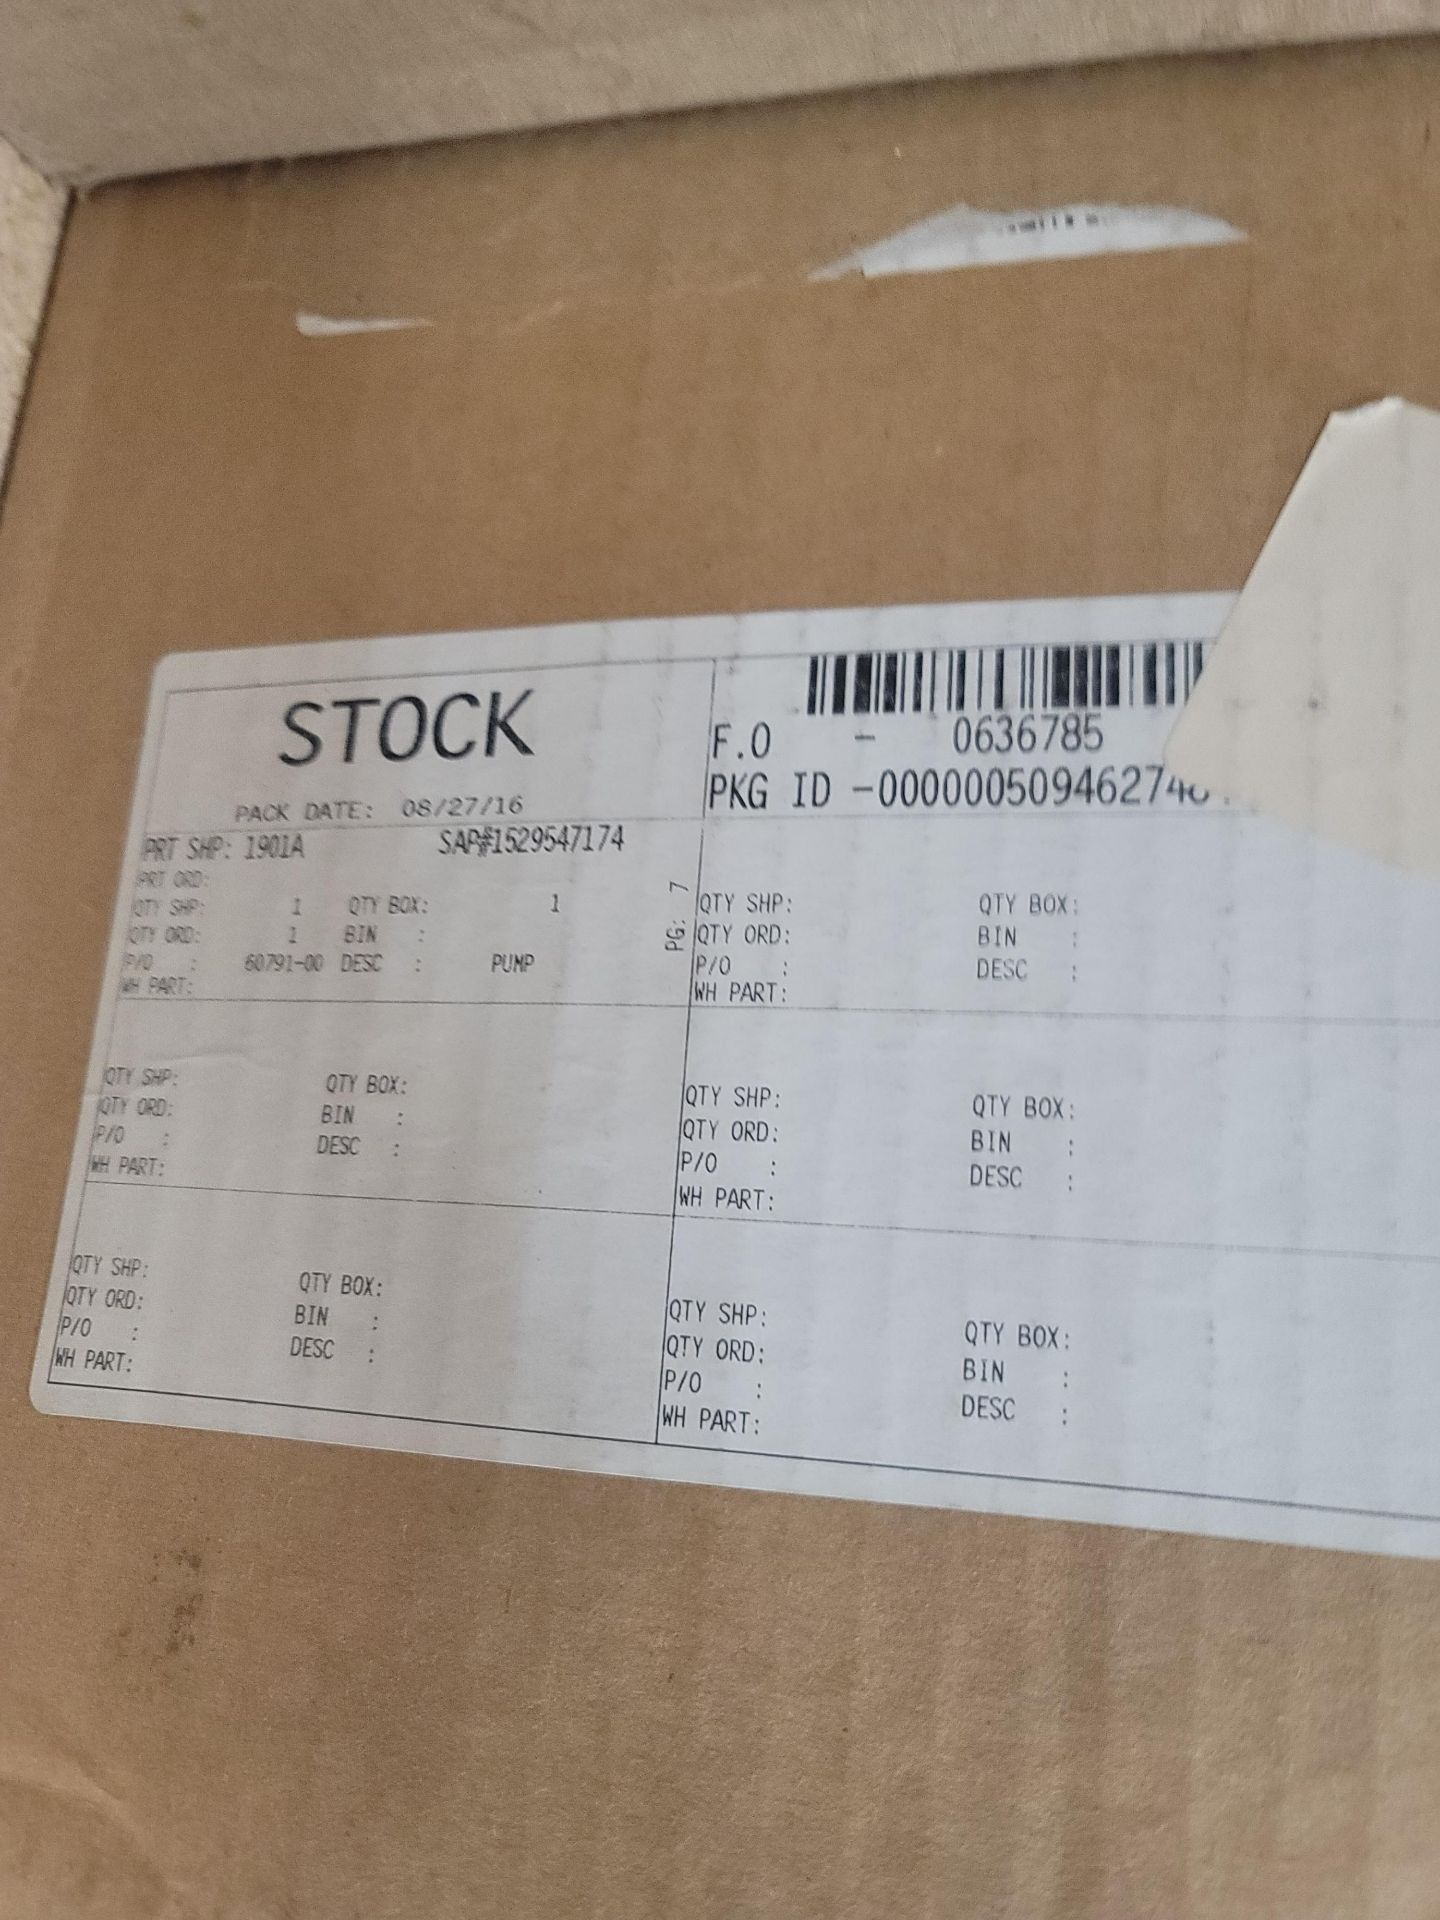 STOCK
PACK DATE: 08/27/16
F.O - 0636785
PKG ID -0000005094627
PRT SHP: 1901A SAP#1529547174
PRT ORD:
QTY SHP: 1 QTY BOX: 1
QTY ORD: 1 BIN :
P/O : 60791-00 DESC : PUMP
WH PART:
PG: 7
QTY SHP: QTY BOX:
QTY ORD: BIN :
P/O : DESC :
WH PART:
QTY SHP: QTY BOX:
QTY ORD: BIN :
P/O : DESC :
WH PART:
QTY SHP: QTY BOX:
QTY ORD: BIN :
P/O : DESC :
WH PART:
QTY SHP: QTY BOX:
QTY ORD: BIN :
P/O : DESC :
WH PART:
QTY SHP: QTY BOX:
QTY ORD: BIN :
P/O : DESC :
WH PART: